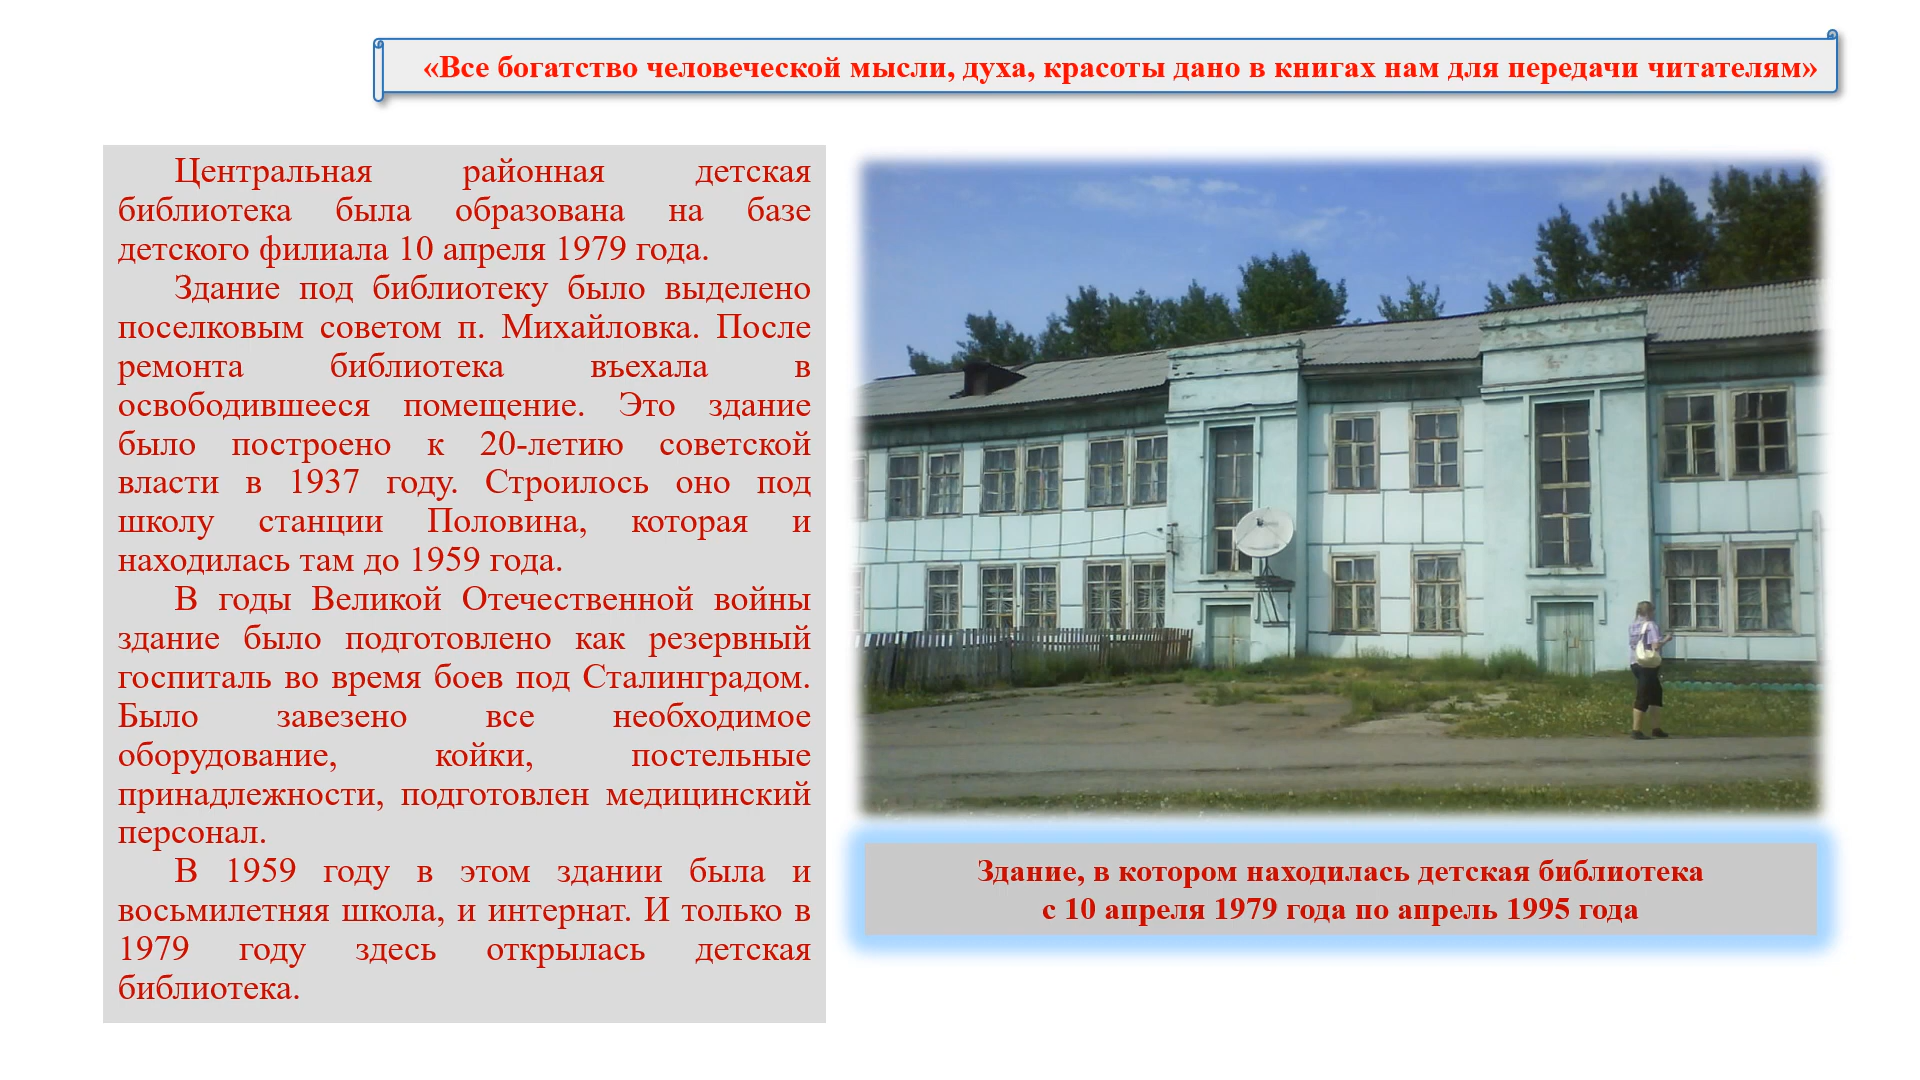 «Все богатство человеческой мысли, духа, красоты дано в книгах нам для передачи читателям»
Центральная районная детская
библиотека была образована на базе
детского филиала 10 апреля 1979 года.
Здание под библиотеку было выделено
поселковым советом п. Михайловка. После
ремонта библиотека въехала в
освободившееся помещение. Это здание
было построено к 20-летию советской
власти в 1937 году. Строилось оно под
школу станции Половина, которая и
находилась там до 1959 года.
В годы Великой Отечественной войны
здание было подготовлено как резервный
госпиталь во время боев под Сталинградом.
Было завезено все необходимое
оборудование, койки, постельные
принадлежности, подготовлен медицинский
персонал.
В 1959 году в этом здании была и
восьмилетняя школа, и интернат. И только в
1979 году здесь открылась детская
библиотека.
Здание, в котором находилась детская библиотека
с 10 апреля 1979 года по апрель 1995 года